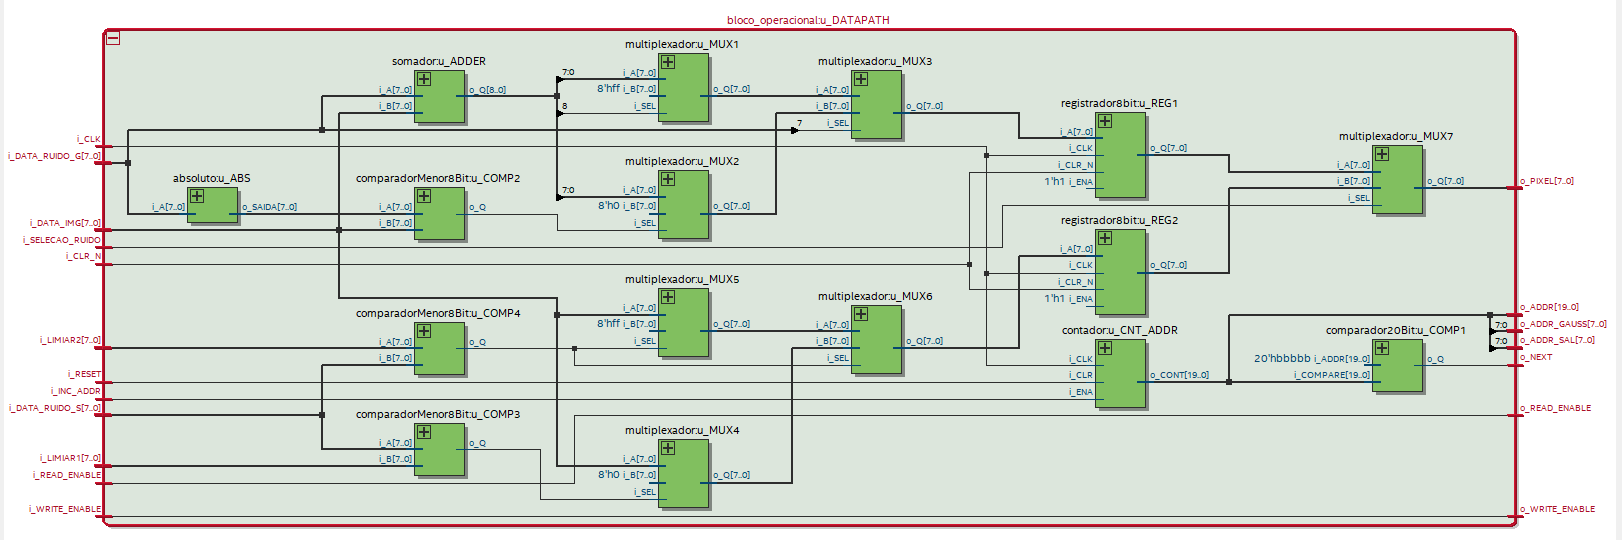 bloco_operacional:u_DATAPATH
i_CLK
i_DATA_RUIDO_G[7..0]
i_DATA_IMG[7..0]
i_SELECAO_RUIDO
i_CLR_N
i_LIMIAR2[7..0]
i_RESET
i_INC_ADDR
i_DATA_RUIDO_S[7..0]
i_LIMIAR1[7..0]
i_READ_ENABLE
i_WRITE_ENABLE
absoluto:u_ABS
i_A[7..0]
o_SAIDA[7..0]
somador:u_ADDER
i_A[7..0]
i_B[7..0]
o_Q[8..0]
comparadorMenor8Bit:u_COMP2
i_A[7..0]
i_B[7..0]
o_Q
comparadorMenor8Bit:u_COMP4
i_A[7..0]
i_B[7..0]
o_Q
comparadorMenor8Bit:u_COMP3
i_A[7..0]
i_B[7..0]
o_Q
7:0
8
7:0
multiplexador:u_MUX1
i_A[7..0]
8'hff i_B[7..0]
i_SEL
o_Q[7..0]
multiplexador:u_MUX2
i_A[7..0]
8'h0 i_B[7..0]
i_SEL
o_Q[7..0]
multiplexador:u_MUX5
i_A[7..0]
8'hff i_B[7..0]
i_SEL
o_Q[7..0]
multiplexador:u_MUX4
i_A[7..0]
8'h0 i_B[7..0]
i_SEL
o_Q[7..0]
multiplexador:u_MUX3
i_A[7..0]
i_B[7..0]
7
i_SEL
o_Q[7..0]
multiplexador:u_MUX6
i_A[7..0]
i_B[7..0]
i_SEL
o_Q[7..0]
registrador8bit:u_REG1
i_A[7..0]
i_CLK
i_CLR_N
1'h1 i_ENA
o_Q[7..0]
registrador8bit:u_REG2
i_A[7..0]
i_CLK
i_CLR_N
1'h1 i_ENA
o_Q[7..0]
contador:u_CNT_ADDR
i_CLK
i_CLR
i_ENA
o_CONT[19..0]
multiplexador:u_MUX7
i_A[7..0]
i_B[7..0]
i_SEL
o_Q[7..0]
comparador20Bit:u_COMP1
20'hbbbbb i_ADDR[19..0]
i_COMPARE[19..0]
o_Q
7:0
7:0
o_PIXEL[7..0]
o_ADDR[19..0]
o_ADDR_GAUSS[7..0]
o_ADDR_SAL[7..0]
o_NEXT
o_READ_ENABLE
o_WRITE_ENABLE